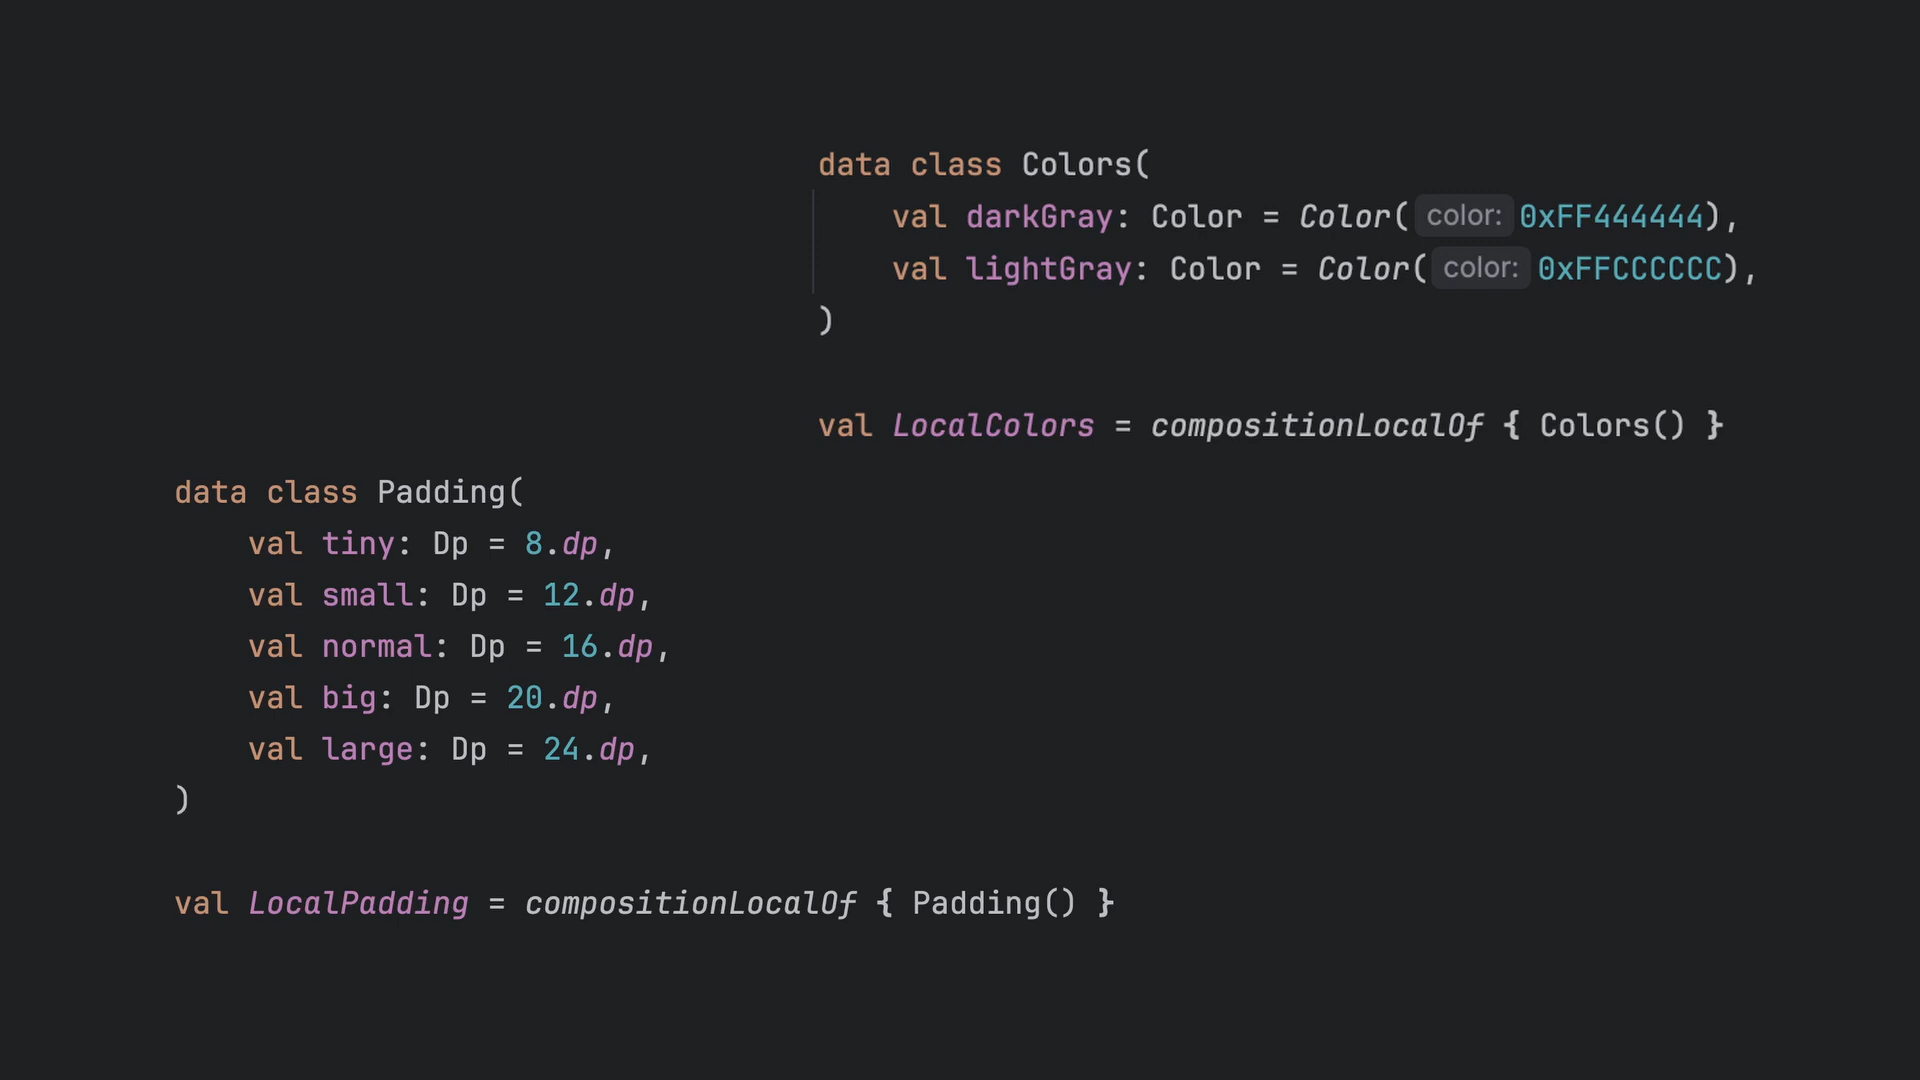 data class Colors(
    val darkGray: Color = Color( color: 0xFF444444),
    val lightGray: Color = Color( color: 0xFFCCCCCC),
)
val LocalColors = compositionLocalOf { Colors() }
data class Padding(
    val tiny: Dp = 8.dp,
    val small: Dp = 12.dp,
    val normal: Dp = 16.dp,
    val big: Dp = 20.dp,
    val large: Dp = 24.dp,
)
val LocalPadding = compositionLocalOf { Padding() }